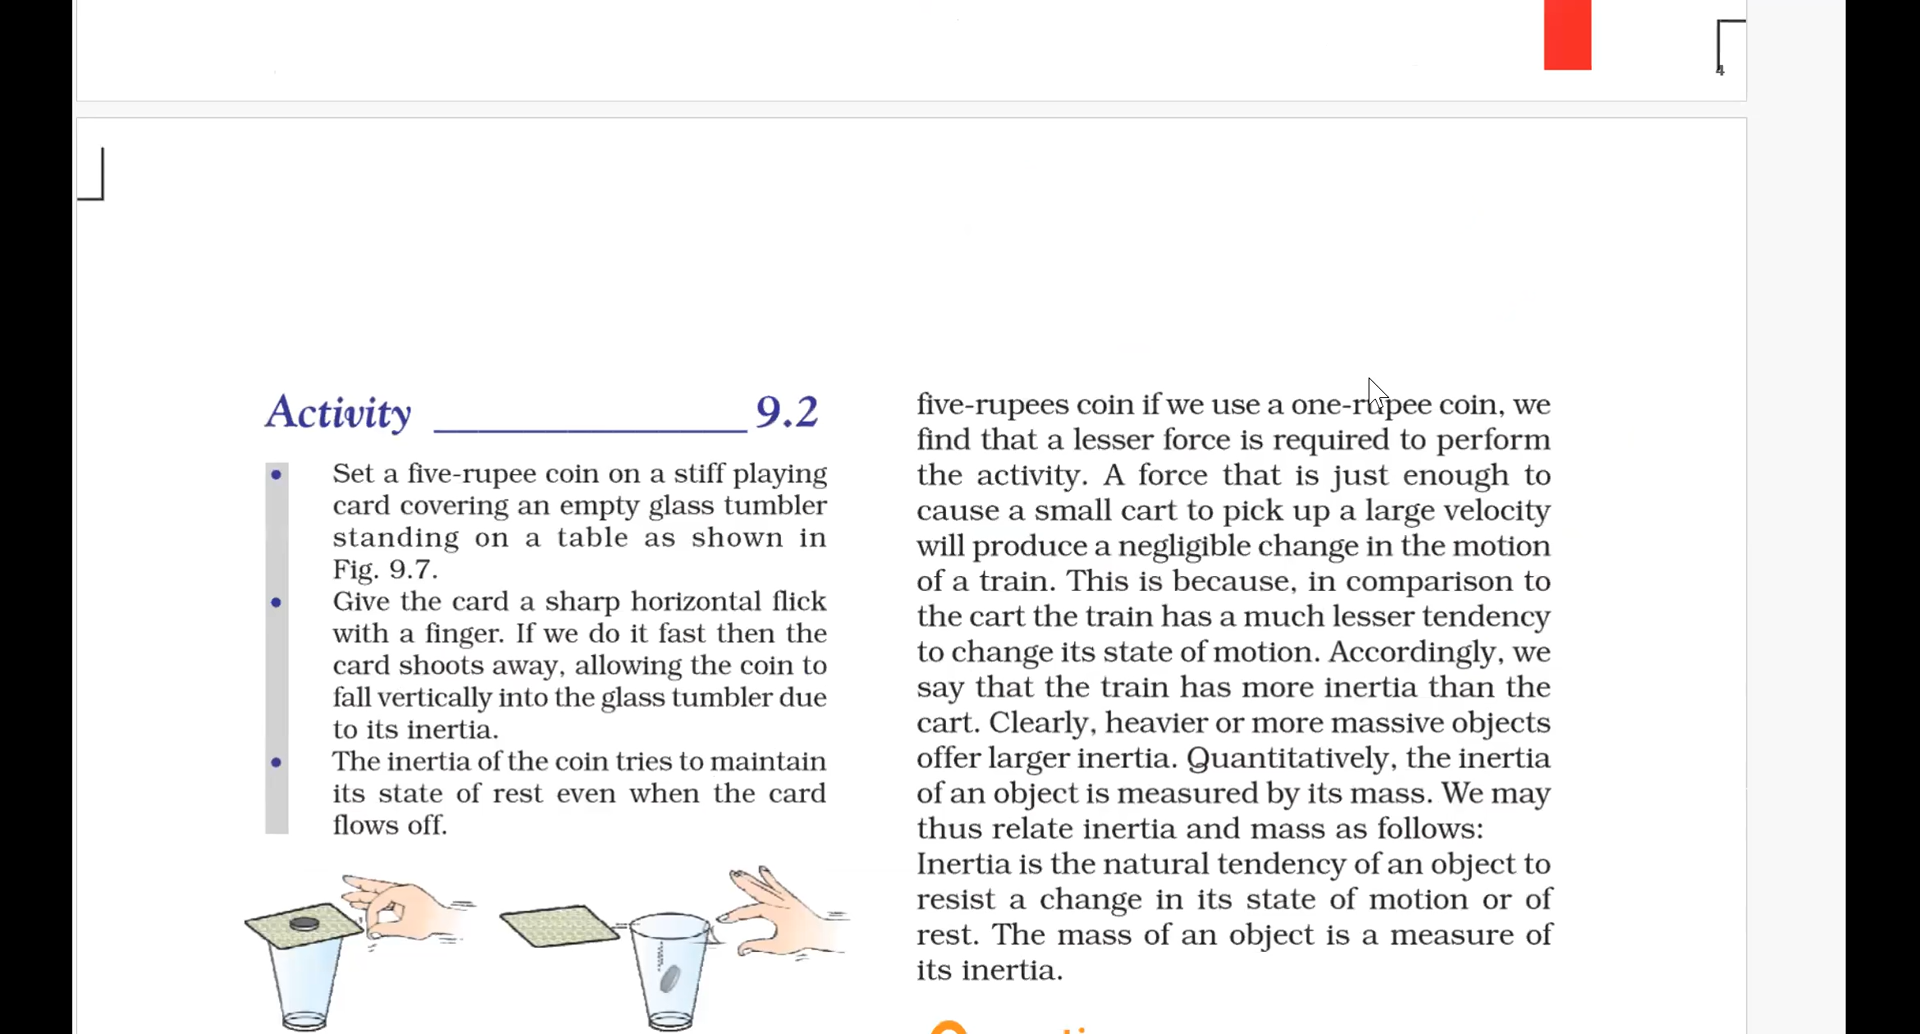 4
Activity _______________ 9.2
• Set a five-rupee coin on a stiff playing
card covering an empty glass tumbler
standing on a table as shown in
Fig. 9.7.
• Give the card a sharp horizontal flick
with a finger. If we do it fast then the
card shoots away, allowing the coin to
fall vertically into the glass tumbler due
to its inertia.
• The inertia of the coin tries to maintain
its state of rest even when the card
flows off.
five-rupees coin if we use a one-rupee coin, we
find that a lesser force is required to perform
the activity. A force that is just enough to
cause a small cart to pick up a large velocity
will produce a negligible change in the motion
of a train. This is because, in comparison to
the cart the train has a much lesser tendency
to change its state of motion. Accordingly, we
say that the train has more inertia than the
cart. Clearly, heavier or more massive objects
offer larger inertia. Quantitatively, the inertia
of an object is measured by its mass. We may
thus relate inertia and mass as follows:
Inertia is the natural tendency of an object to
resist a change in its state of motion or of
rest. The mass of an object is a measure of
its inertia.